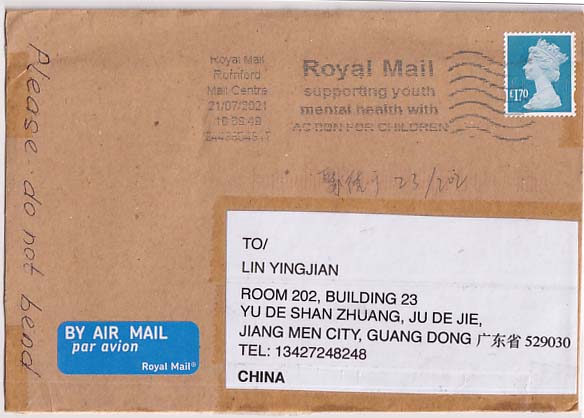 Royal Mail
Romford
Mail Centre
21/07/2021
Royal Mail
supporting youth
mental health with
ACTION FOR CHILDREN
£1.70
Please do not bend
23/202
TO/
LIN YINGJIAN
ROOM 202, BUILDING 23
YU DE SHAN ZHUANG, JU DE JIE,
JIANG MEN CITY, GUANG DONG 广东省 529030
TEL: 13427248248
CHINA
BY AIR MAIL
par avion
Royal Mail®